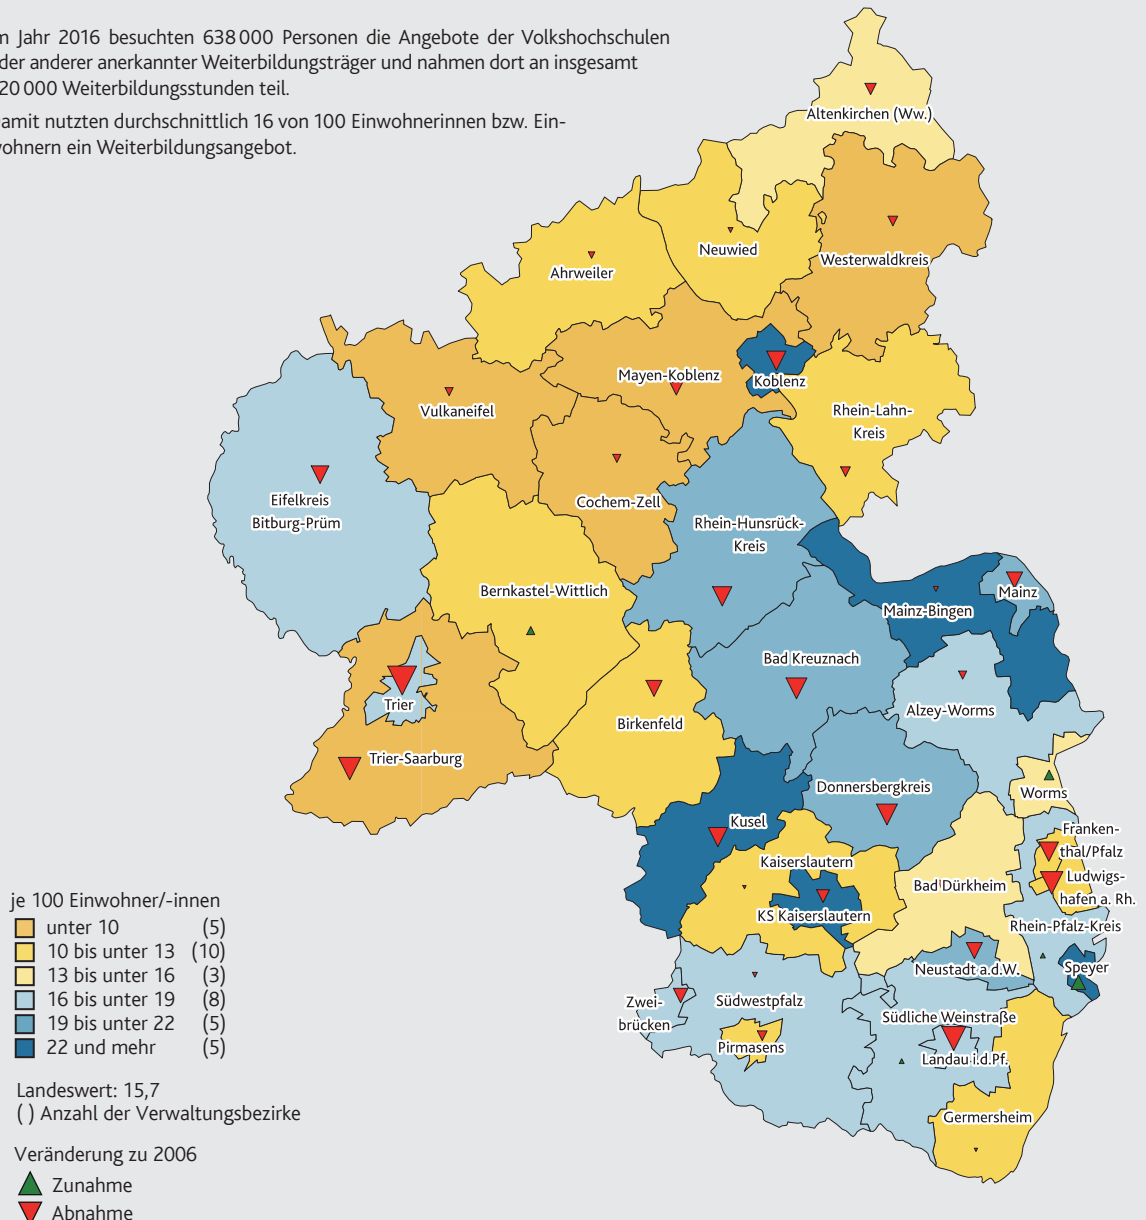 m Jahr 2016 besuchten 638 000 Personen die Angebote der Volkshochschulen
der anderer anerkannter Weiterbildungsträger und nahmen dort an insgesamt
20 000 Weiterbildungsstunden teil.
amit nutzten durchschnittlich 16 von 100 Einwohnerinnen bzw. Ein-
wohnern ein Weiterbildungsangebot.
Altenkirchen (Ww.)
Neuwied
Westerwaldkreis
Ahrweiler
Mayen-Koblenz
Koblenz
Vulkaneifel
Rhein-Lahn-
Kreis
Cochem-Zell
Eifelkreis
Bitburg-Prüm
Rhein-Hunsrück-
Kreis
Bernkastel-Wittlich
Mainz
Mainz-Bingen
Bad Kreuznach
Trier
Alzey-Worms
Birkenfeld
Trier-Saarburg
Donnersbergkreis
Worms
Kusel
Franken-
thal/Pfalz
Kaiserslautern
Ludwigs-
hafen a. Rh.
Bad Dürkheim
KS Kaiserslautern
Rhein-Pfalz-Kreis
Neustadt a.d.W.
Speyer
Zwei-
brücken
Südwestpfalz
Südliche Weinstraße
Pirmasens
Landau i.d.Pf.
Germersheim
je 100 Einwohner/-innen
unter 10 (5)
10 bis unter 13 (10)
13 bis unter 16 (3)
16 bis unter 19 (8)
19 bis unter 22 (5)
22 und mehr (5)
Landeswert: 15,7
( ) Anzahl der Verwaltungsbezirke
Veränderung zu 2006
Zunahme
Abnahme